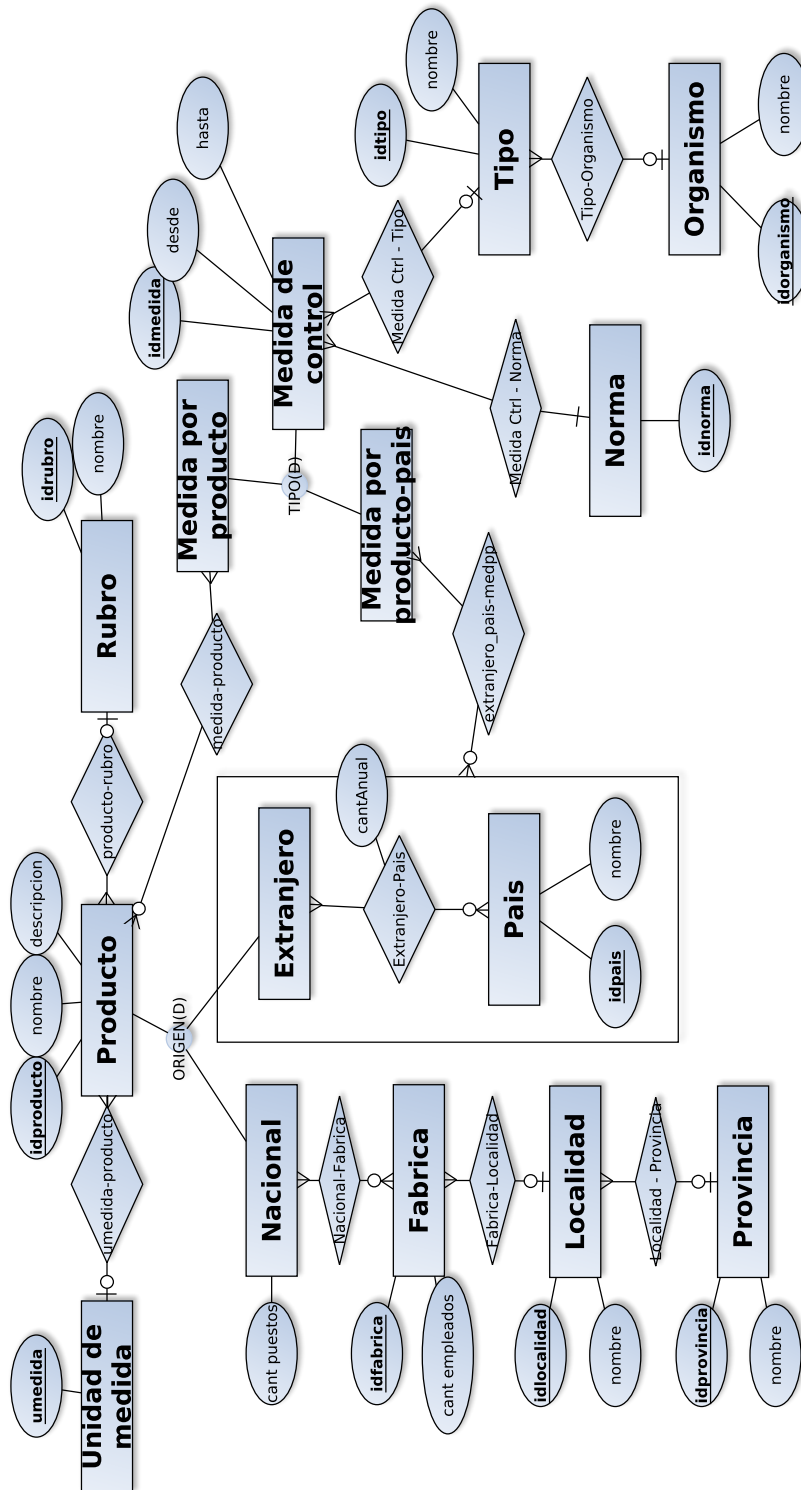 umedida
Unidad de
medida
umedida-producto
idproducto
nombre
descripcion
Producto
producto-rubro
Rubro
idrubro
nombre
medida-producto
Medida por
producto
TIPO(D)
Medida por
producto-pais
idmedida
desde
hasta
Medida de
control
Medida Ctrl - Tipo
idtipo
nombre
Tipo
Tipo-Organismo
Organismo
idorganismo
nombre
Medida Ctrl - Norma
Norma
idnorma
extranjero_pais-medpp
ORIGEN(D)
Extranjero
cantAnual
Extranjero-Pais
Pais
idpais
nombre
Nacional
cant puestos
Nacional-Fabrica
Fabrica
idfabrica
cant empleados
Fabrica-Localidad
Localidad
idlocalidad
nombre
Localidad - Provincia
Provincia
idprovincia
nombre